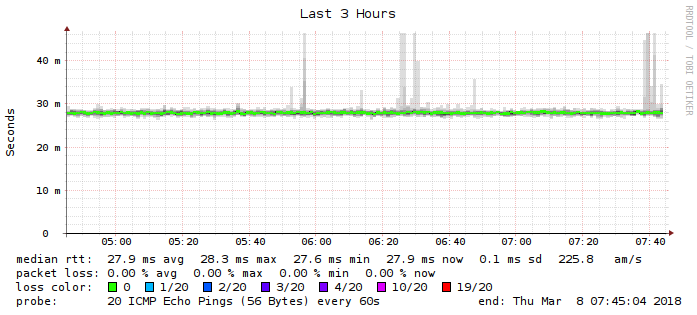 Last 3 Hours
RRDTOOL / TOBI OETIKER
Seconds
40 m
30 m
20 m
10 m
0
05:00 05:20 05:40 06:00 06:20 06:40 07:00 07:20 07:40
median rtt: 27.9 ms avg 28.3 ms max 27.6 ms min 27.9 ms now 0.1 ms sd 225.8 am/s
packet loss: 0.00 % avg 0.00 % max 0.00 % min 0.00 % now
loss color: 0 1/20 2/20 3/20 4/20 10/20 19/20
probe: 20 ICMP Echo Pings (56 Bytes) every 60s end: Thu Mar 8 07:45:04 2018